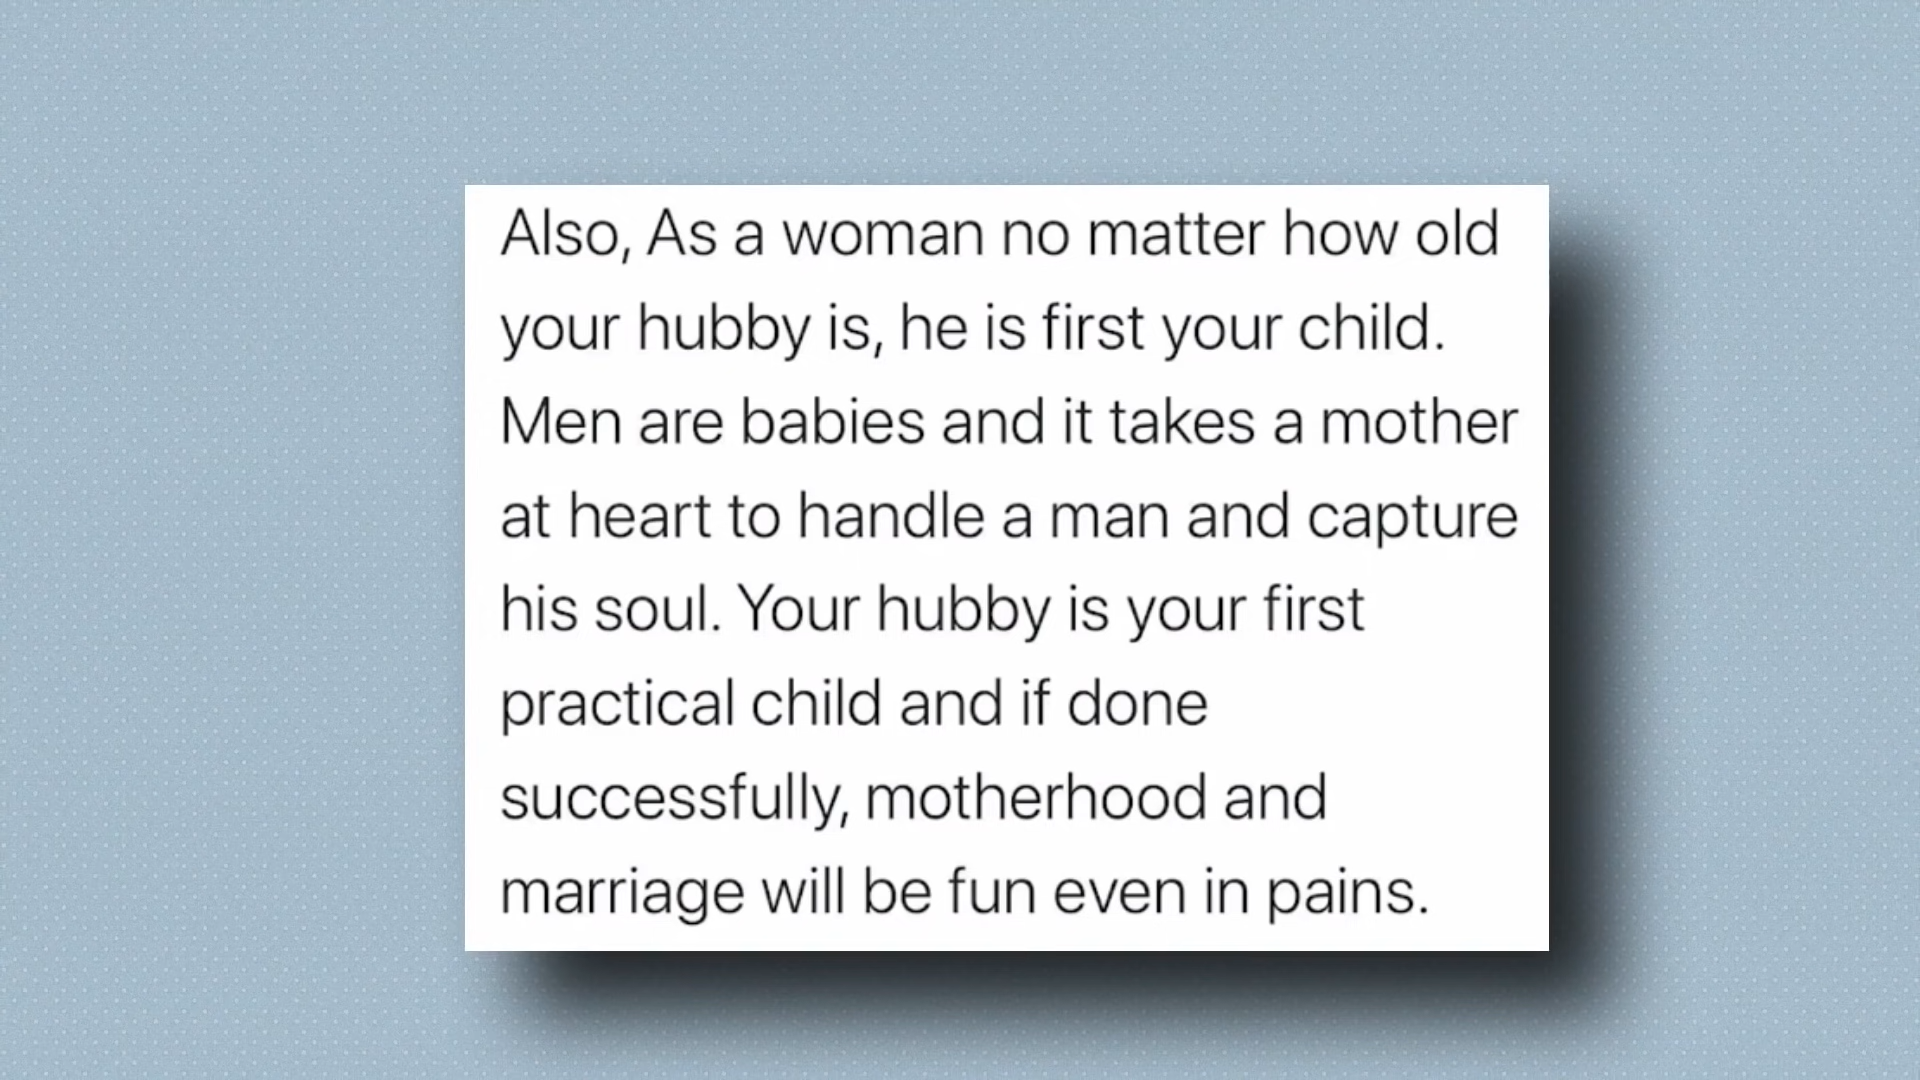 Also, As a woman no matter how old
your hubby is, he is first your child.
Men are babies and it takes a mother
at heart to handle a man and capture
his soul. Your hubby is your first
practical child and if done
successfully, motherhood and
marriage will be fun even in pains.